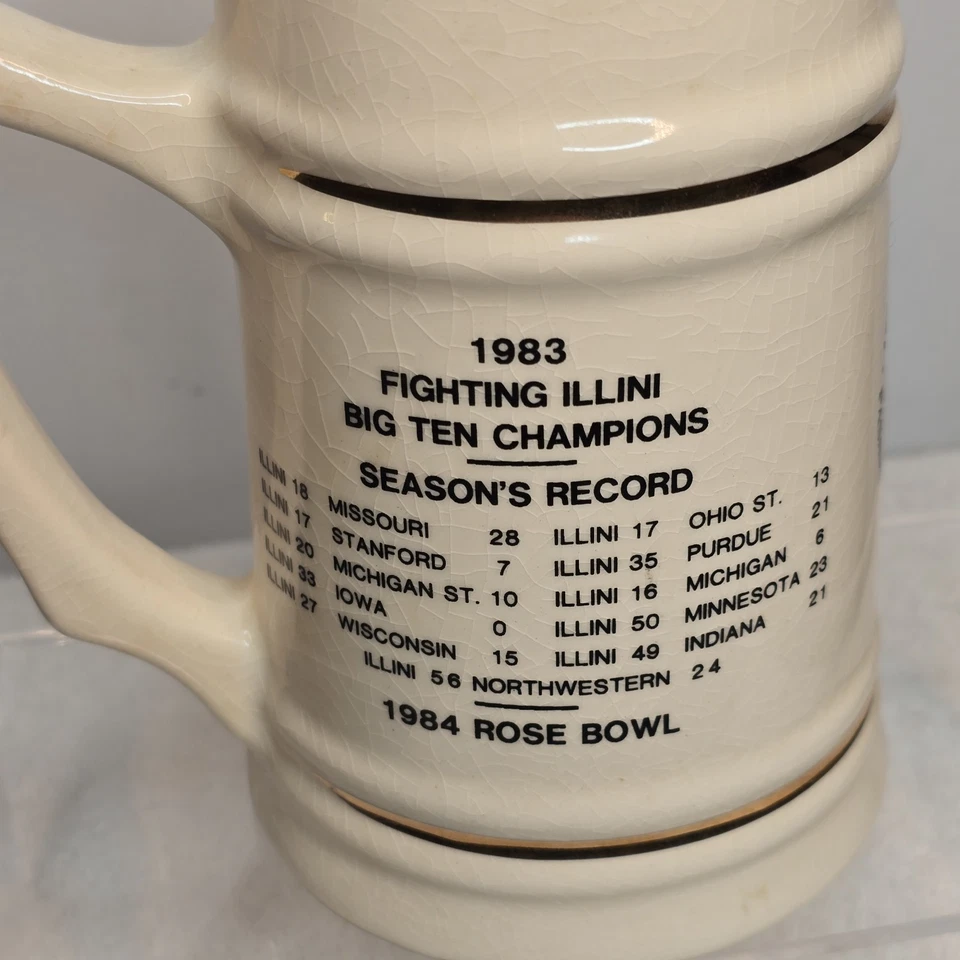 1983
FIGHTING ILLINI
BIG TEN CHAMPIONS
SEASON'S RECORD
ILLINI 18 MISSOURI 28 ILLINI 17 OHIO ST. 13
ILLINI 17 STANFORD 7 ILLINI 35 PURDUE 21
ILLINI 20 MICHIGAN ST. 10 ILLINI 16 MICHIGAN 6
ILLINI 33 IOWA 0 ILLINI 50 MINNESOTA 23
ILLINI 27 WISCONSIN 15 ILLINI 49 INDIANA 21
ILLINI 56 NORTHWESTERN 24
1984 ROSE BOWL